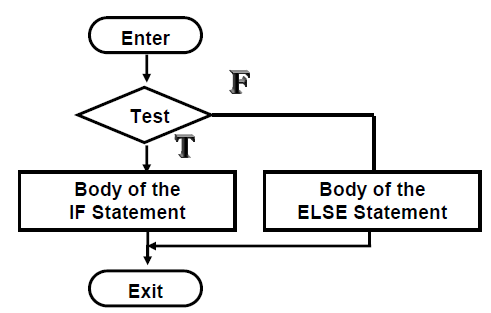 Enter
F
Test
T
Body of the
IF Statement
Body of the
ELSE Statement
Exit